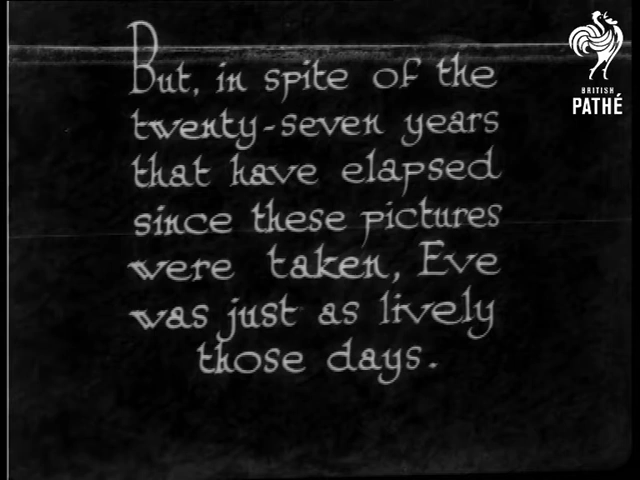 But, in spite of the
twenty-seven years
that have elapsed
since these pictures
were taken, Eve
was just as lively
those days.
BRITISH
PATHÉ